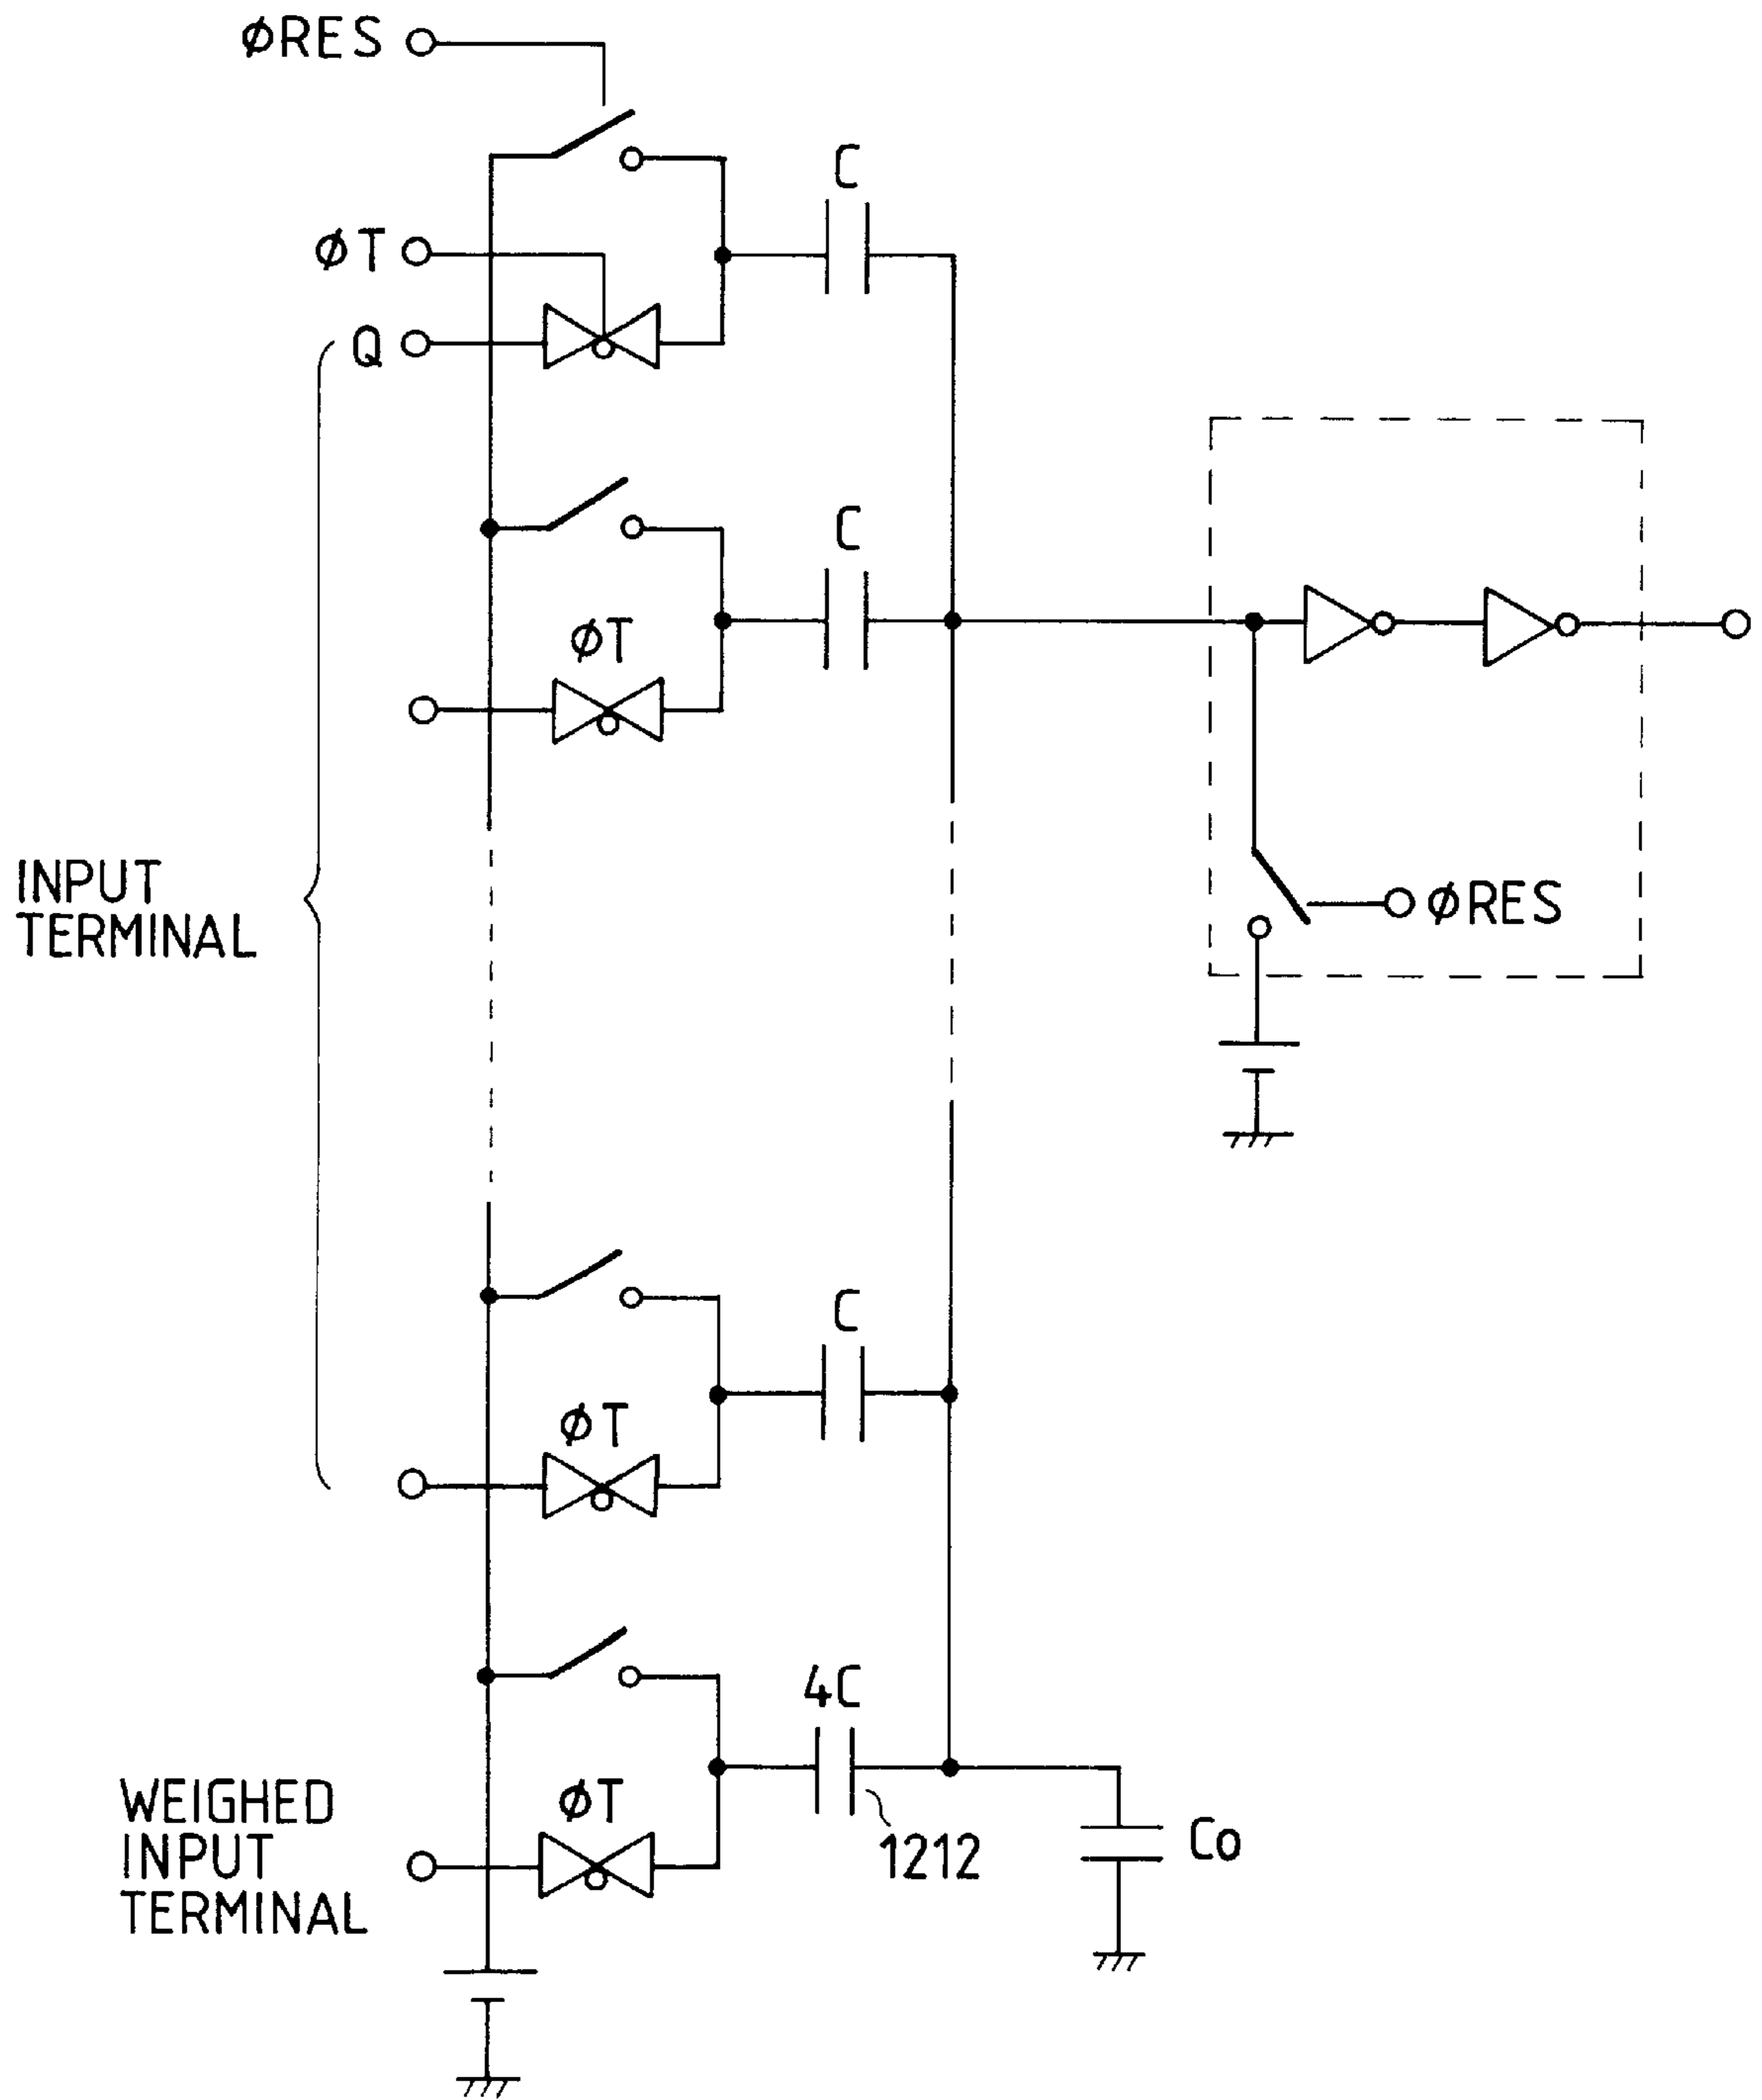 øRES
C
øT
Q
C
øT
INPUT
TERMINAL
øRES
C
øT
4C
WEIGHED
INPUT
TERMINAL
øT
1212
Co